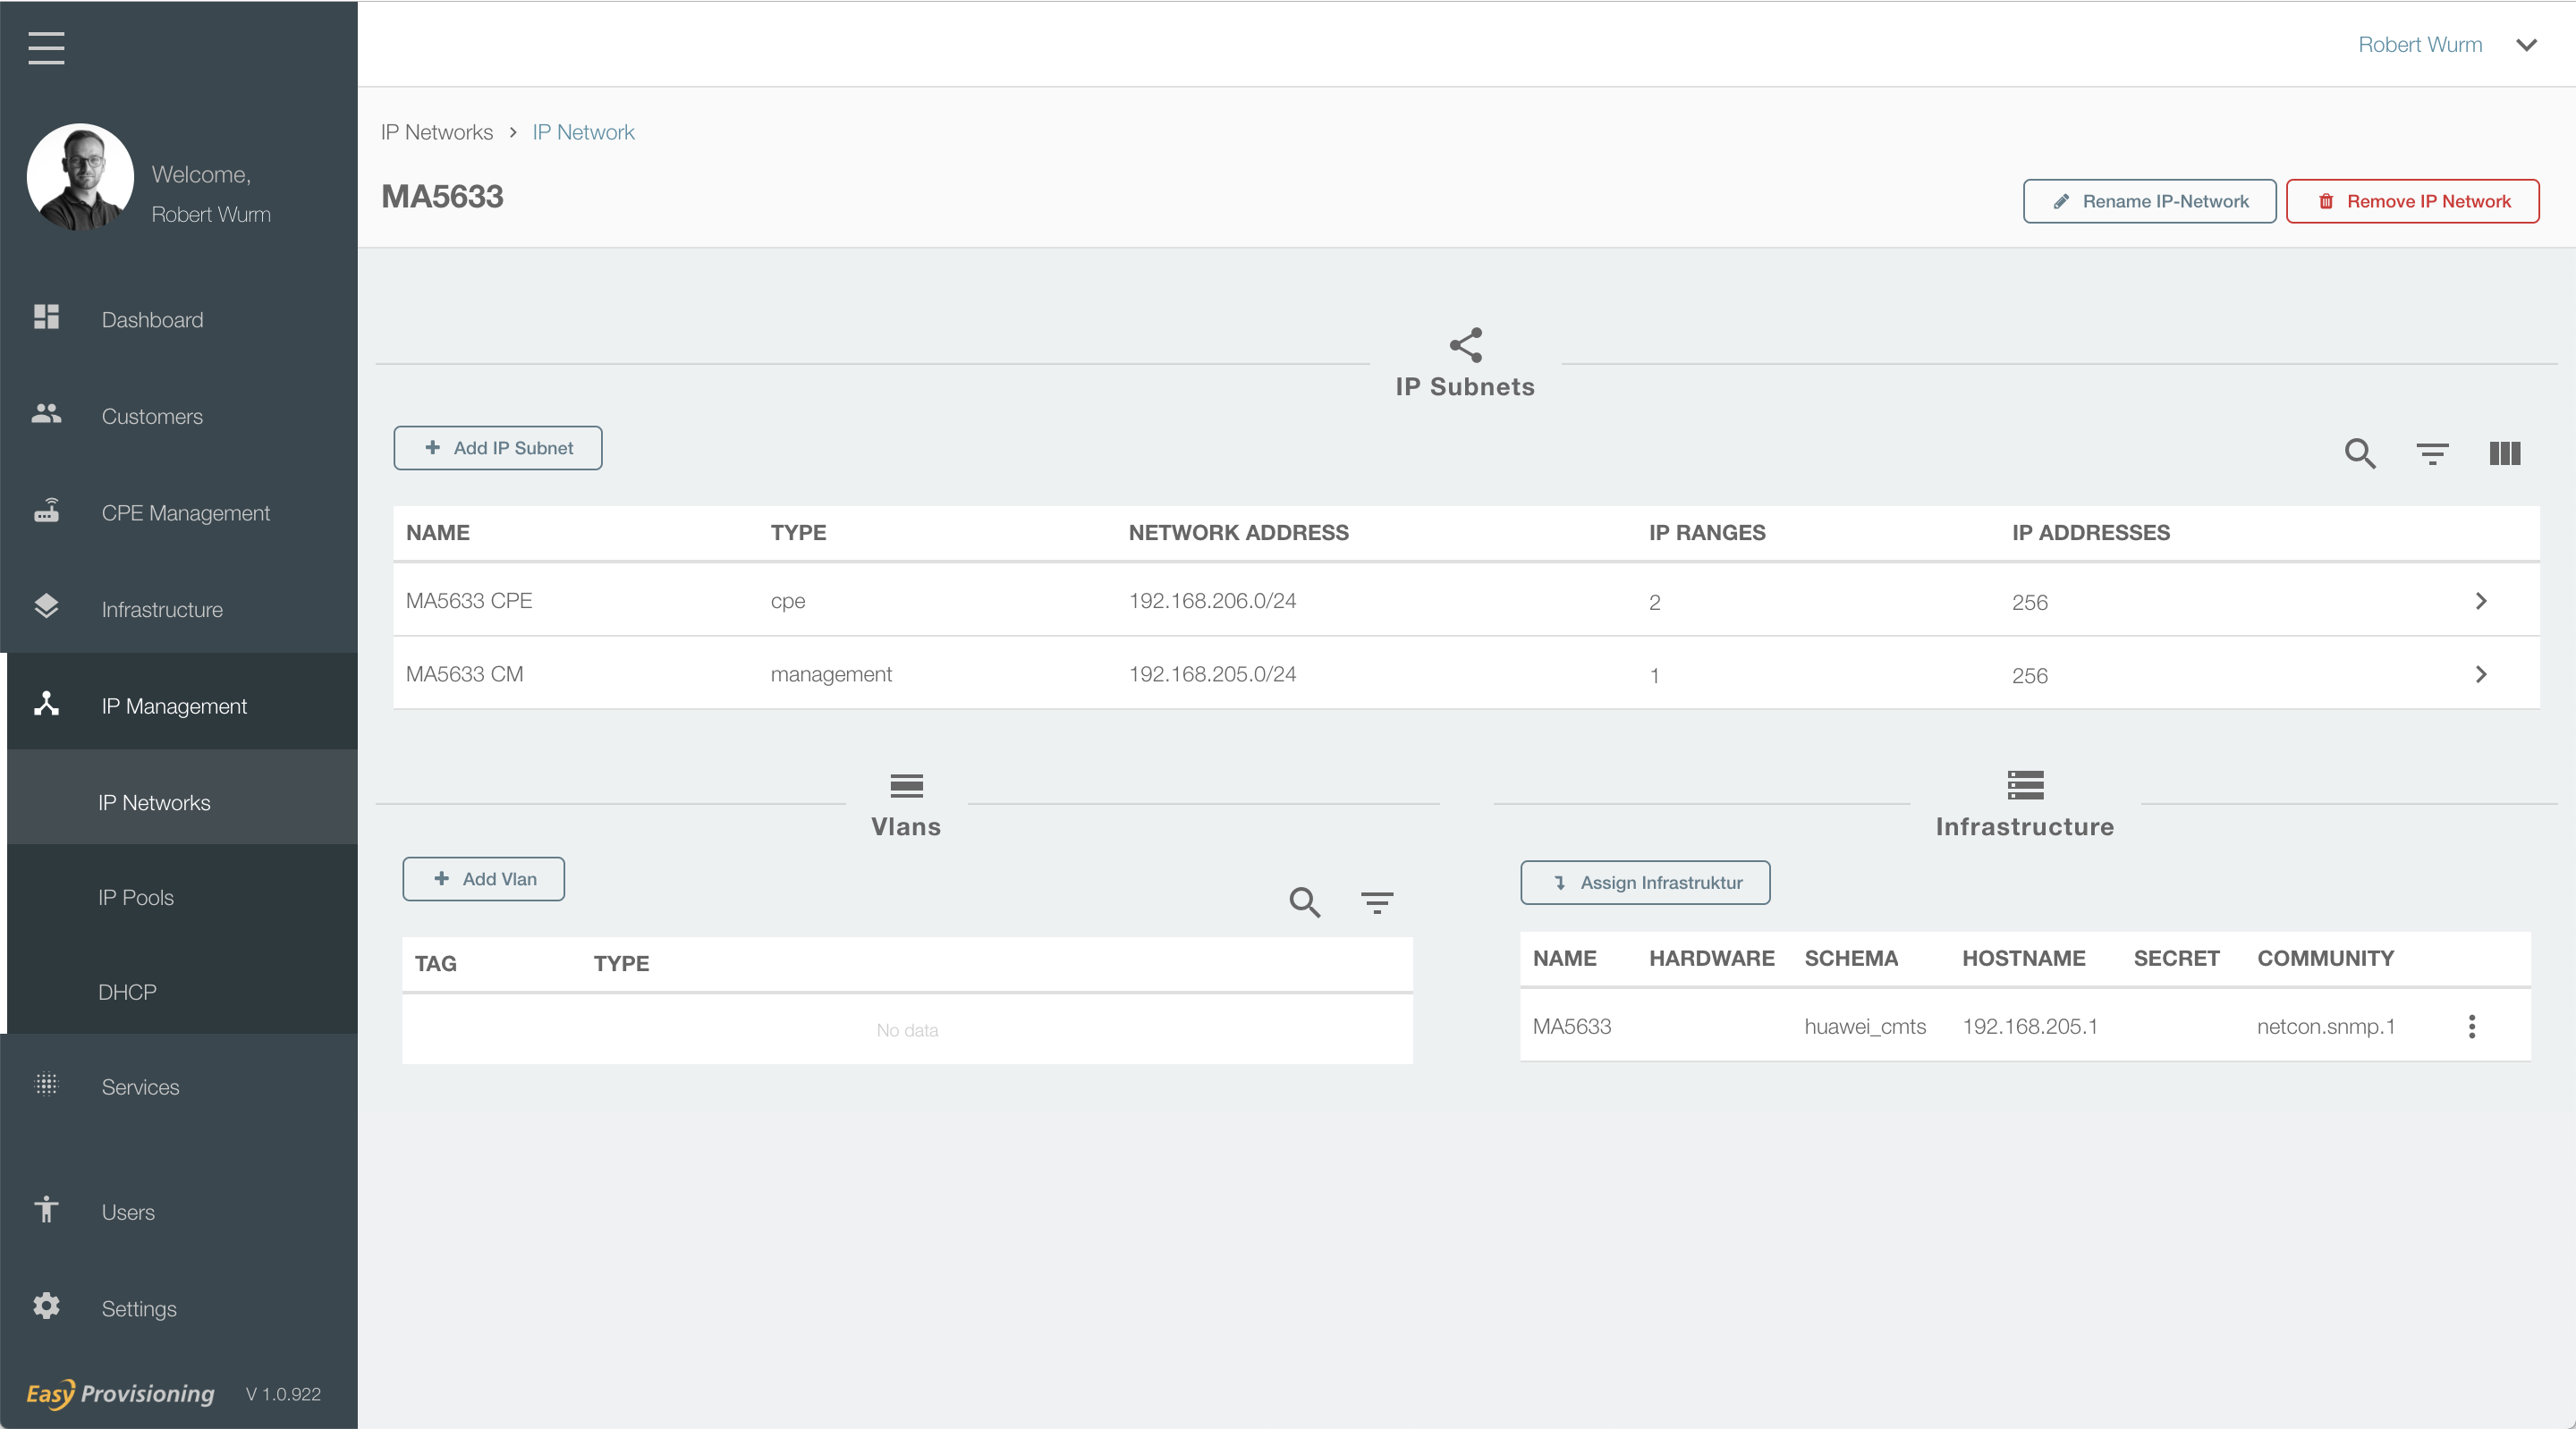 Robert Wurm
Welcome,
Robert Wurm
Dashboard
Customers
CPE Management
Infrastructure
IP Management
IP Networks
IP Pools
DHCP
Services
Users
Settings
Easy Provisioning V 1.0.922
IP Networks > IP Network
MA5633
Rename IP-Network Remove IP Network
IP Subnets
Add IP Subnet
NAME TYPE NETWORK ADDRESS IP RANGES IP ADDRESSES
MA5633 CPE cpe 192.168.206.0/24 2 256
MA5633 CM management 192.168.205.0/24 1 256
Vlans
Add Vlan
TAG TYPE
No data
Infrastructure
Assign Infrastruktur
NAME HARDWARE SCHEMA HOSTNAME SECRET COMMUNITY
MA5633 huawei_cmts 192.168.205.1 netcon.snmp.1